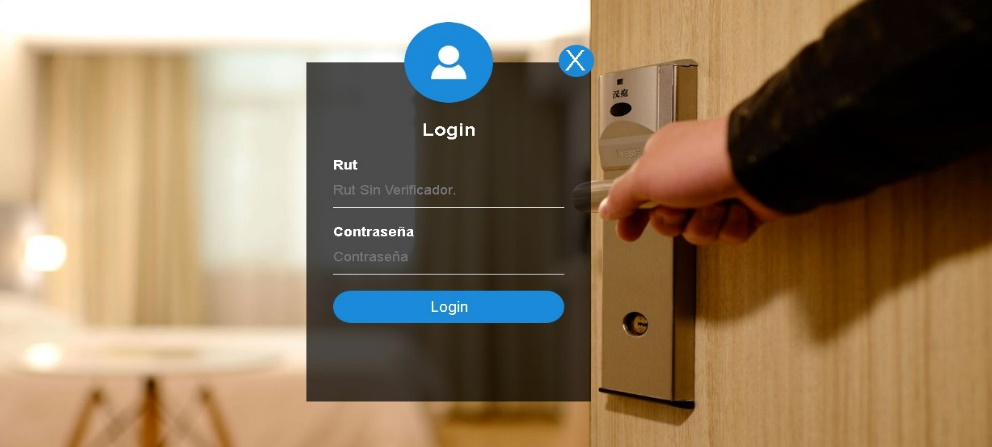 X
Login
Rut
Rut Sin Verificador.
Contraseña
Contraseña
Login